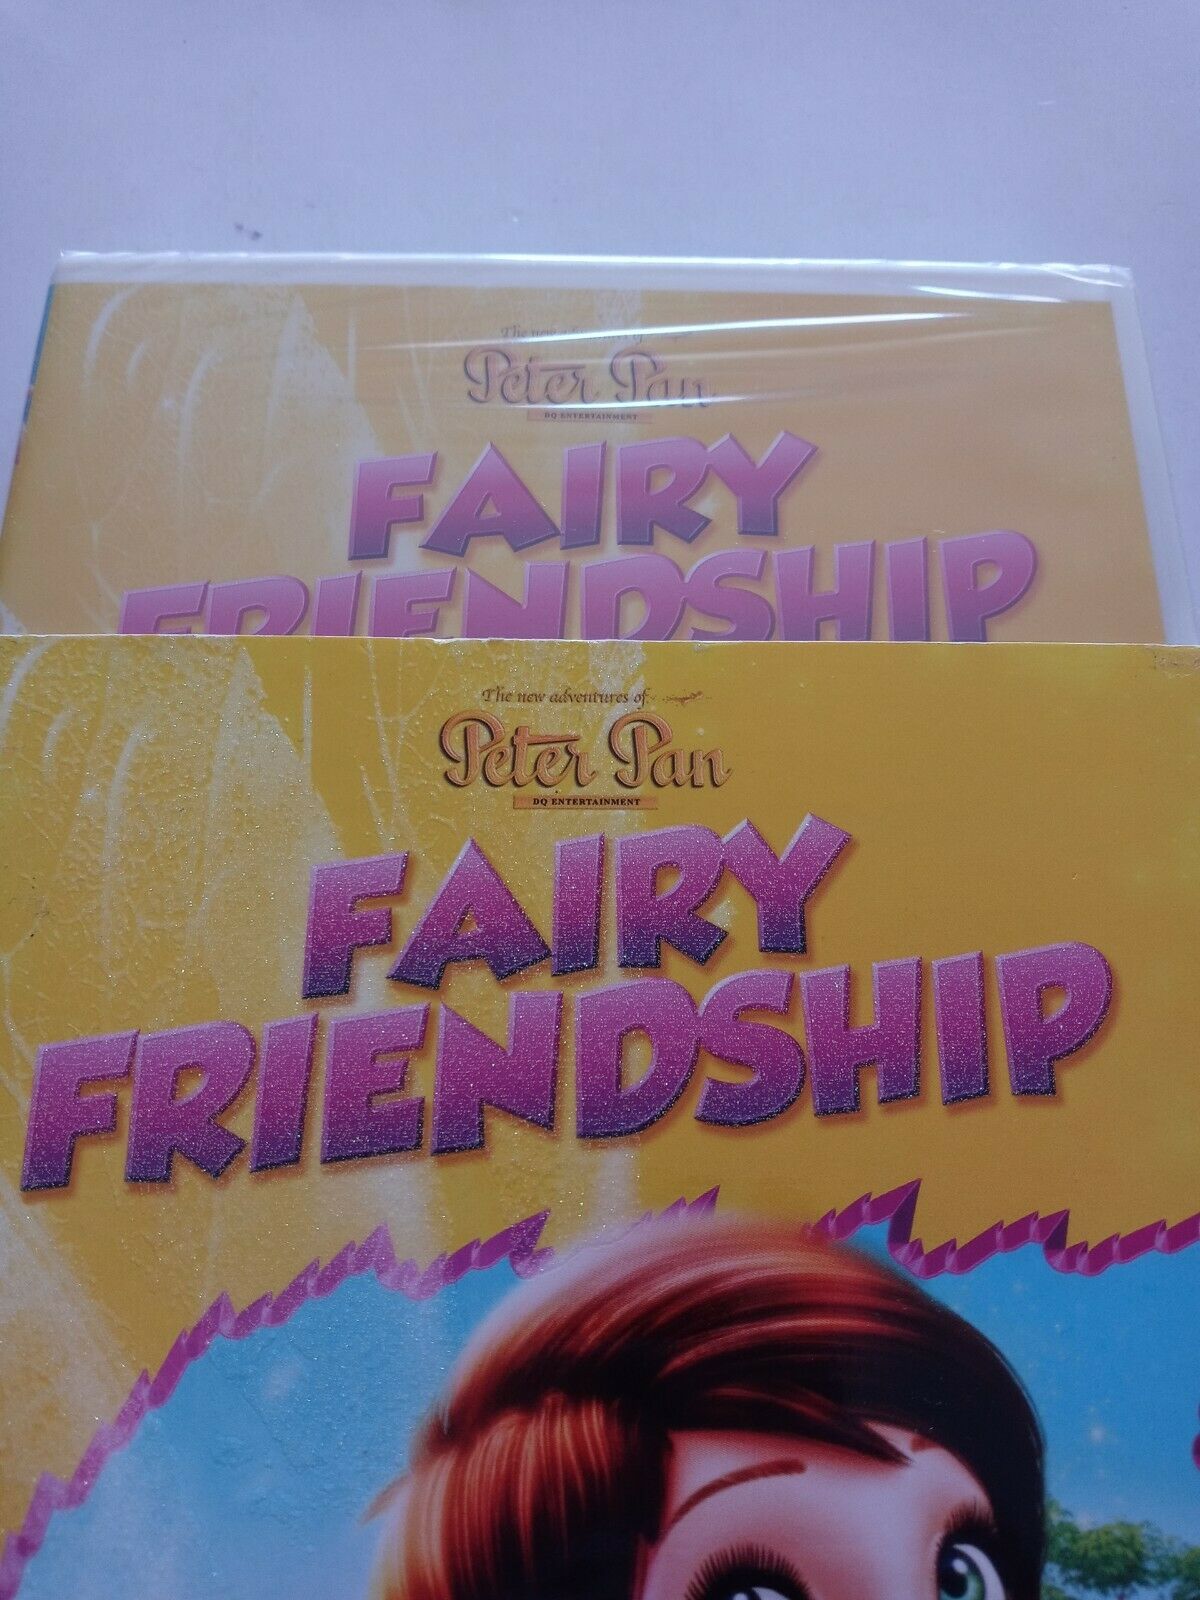 The new adventures of
Peter Pan
DQ ENTERTAINMENT
FAIRY
FRIENDSHIP
The new adventures of
Peter Pan
DQ ENTERTAINMENT
FAIRY
FRIENDSHIP